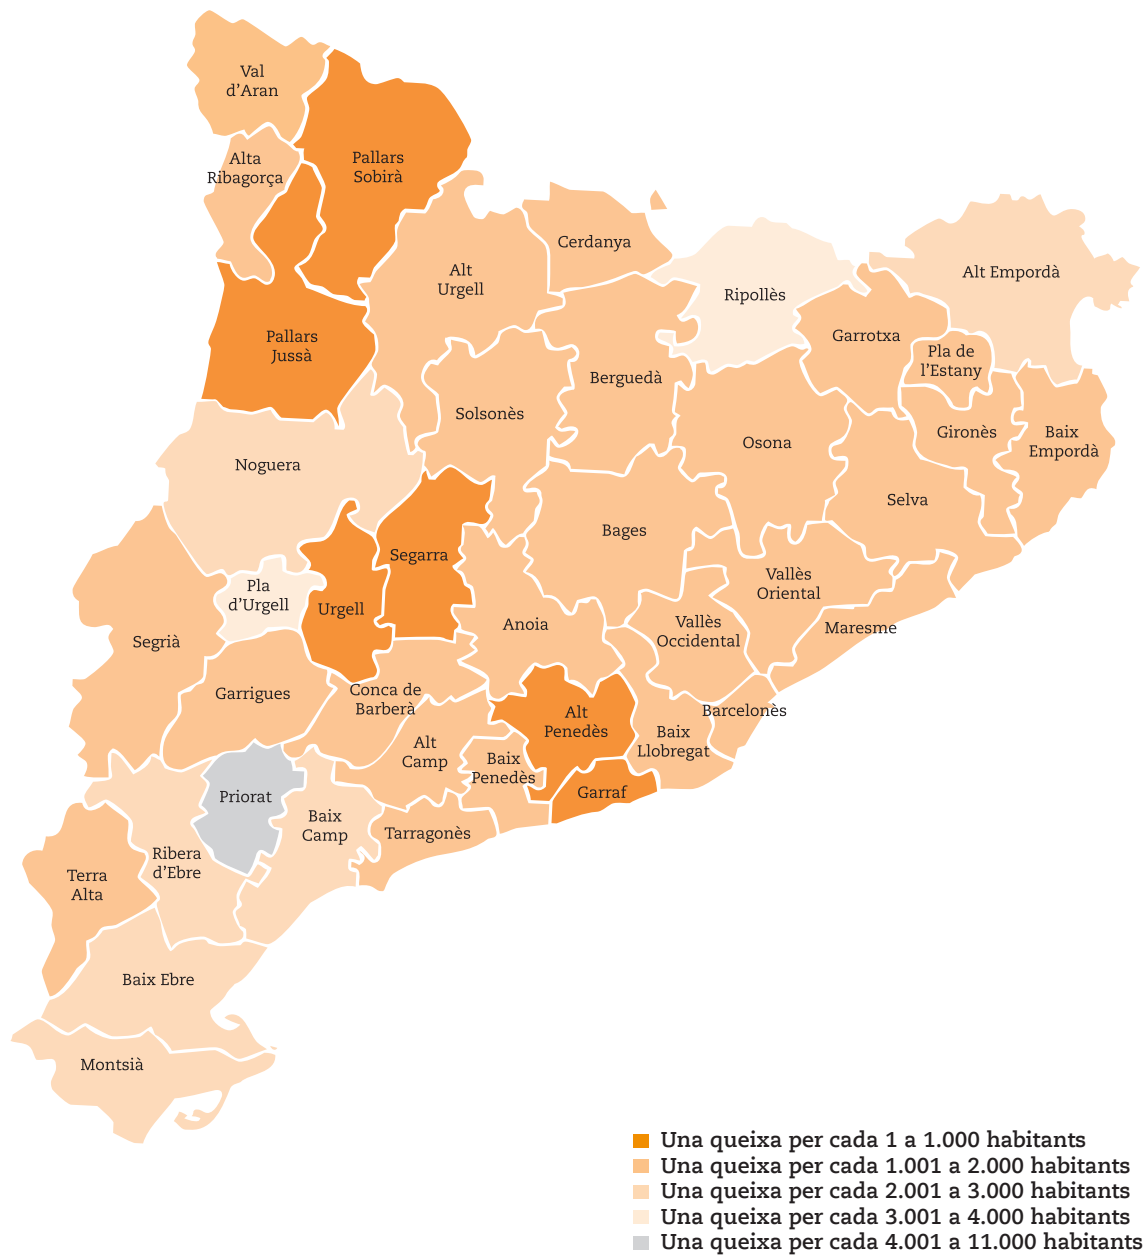 Val
d'Aran
Alta
Ribagorça
Pallars
Sobirà
Cerdanya
Alt
Urgell
Ripollès
Alt Empordà
Pallars
Jussà
Garrotxa
Pla de
l'Estany
Berguedà
Solsonès
Osona
Gironès
Baix
Empordà
Noguera
Selva
Bages
Segarra
Vallès
Oriental
Pla
d'Urgell
Urgell
Anoia
Vallès
Occidental
Maresme
Segrià
Garrigues
Conca de
Barberà
Barcelonès
Alt
Penedès
Baix
Llobregat
Alt
Camp
Baix
Penedès
Garraf
Priorat
Baix
Camp
Tarragonès
Ribera
d'Ebre
Terra
Alta
Baix Ebre
Montsià
Una queixa per cada 1 a 1.000 habitants
Una queixa per cada 1.001 a 2.000 habitants
Una queixa per cada 2.001 a 3.000 habitants
Una queixa per cada 3.001 a 4.000 habitants
Una queixa per cada 4.001 a 11.000 habitants